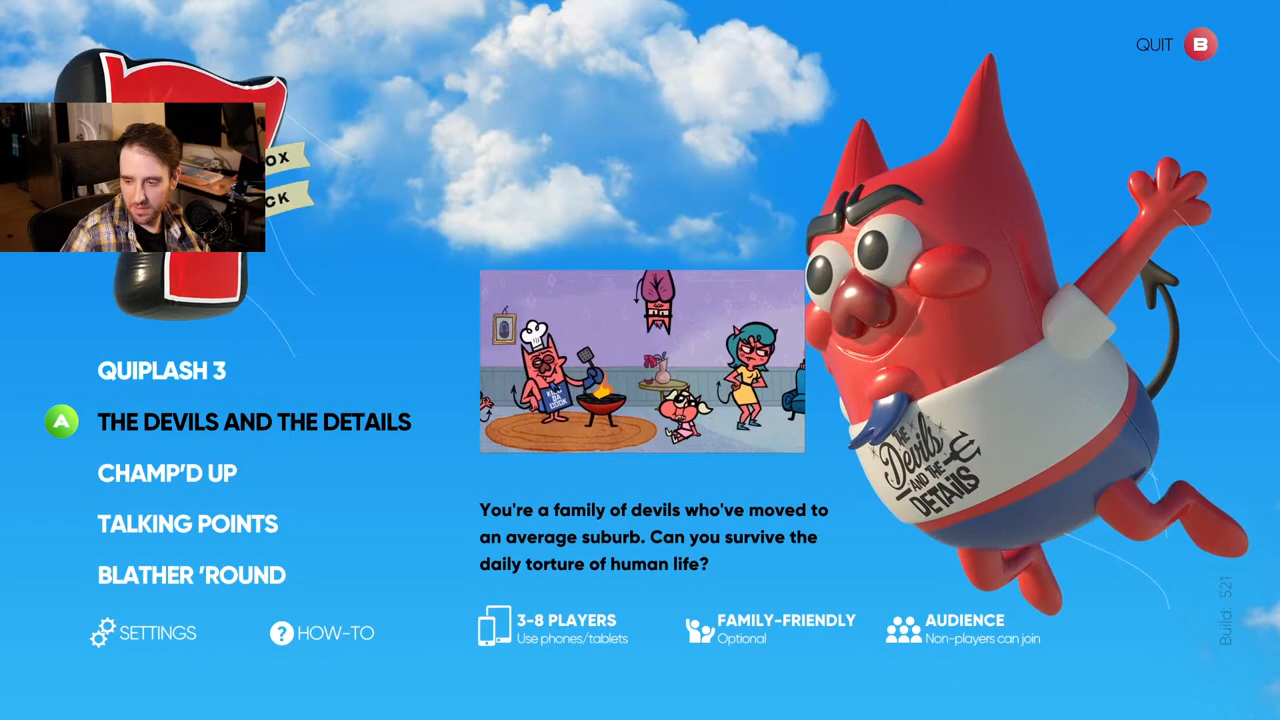 QUIT B
OX
CK
QUIPLASH 3
A THE DEVILS AND THE DETAILS
CHAMP'D UP
TALKING POINTS
BLATHER 'ROUND
SETTINGS
HOW-TO
You're a family of devils who've moved to
an average suburb. Can you survive the
daily torture of human life?
3-8 PLAYERS
Use phones/tablets
FAMILY-FRIENDLY
Optional
AUDIENCE
Non-players can join
THE
Devils
AND THE
DETAILS
Build: 521